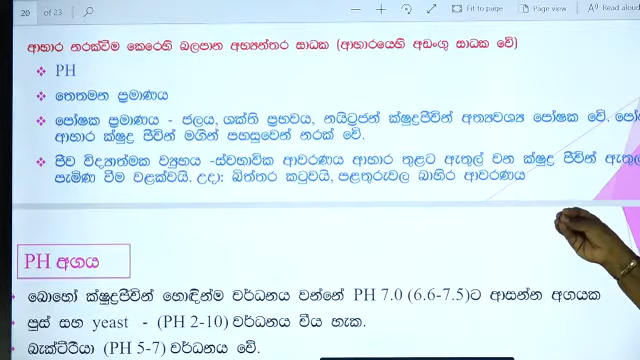 20 of 23 Fit to page Page view Read aloud
ආහාර නරක්වීම කෙරෙහි බලපාන අභ්‍යන්තර සාධක (ආහාරයෙහි අඩංගු සාධක වේ)
PH
තෙතමන ප්‍රමාණය
පෝෂක ප්‍රමාණය - ජලය, ශක්ති ප්‍රභවය, නයිට්‍රජන් ක්ෂුද්‍රජීවීන් අත්‍යවශ්‍ය පෝෂක වේ.
ආහාර ක්ෂුද්‍ර ජීවීන් මගින් පහසුවෙන් නරක් වේ.
ජීව විද්‍යාත්මක ව්‍යුහය -ස්වභාවික ආවරණය ආහාර තුළට ඇතුල් වන ක්ෂුද්‍ර ජීවීන්
පැමිණ වීම වළක්වයි. උදා: බිත්තර කටුවයි, පළතුරුවල බාහිර ආවරණය
PH අගය
බොහෝ ක්ෂුද්‍රජීවීන් හොඳින්ම වර්ධනය වන්නේ PH 7.0 (6.6-7.5)ට ආසන්න අගයක
පුස් සහ yeast - (PH 2-10) වර්ධනය විය හැක.
බැක්ටීරියා (PH 5-7) වර්ධනය වේ.